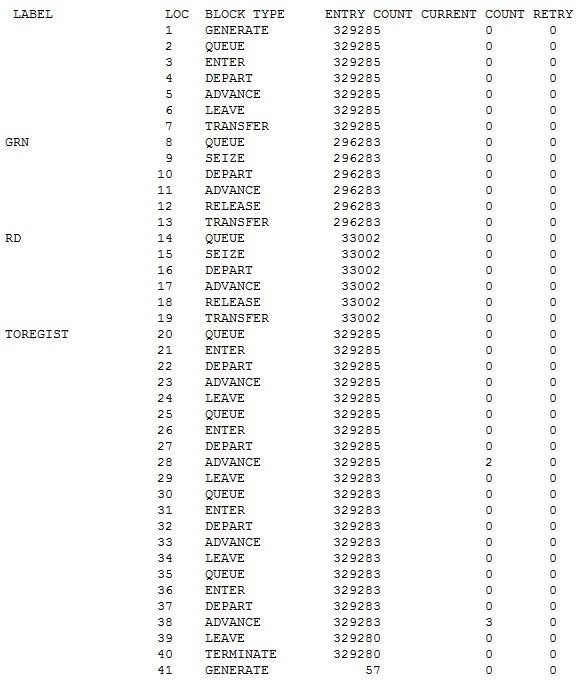 LABEL LOC BLOCK TYPE ENTRY COUNT CURRENT COUNT RETRY
1 GENERATE 329285 0 0
2 QUEUE 329285 0 0
3 ENTER 329285 0 0
4 DEPART 329285 0 0
5 ADVANCE 329285 0 0
6 LEAVE 329285 0 0
7 TRANSFER 329285 0 0
GRN 8 QUEUE 296283 0 0
9 SEIZE 296283 0 0
10 DEPART 296283 0 0
11 ADVANCE 296283 0 0
12 RELEASE 296283 0 0
13 TRANSFER 296283 0 0
RD 14 QUEUE 33002 0 0
15 SEIZE 33002 0 0
16 DEPART 33002 0 0
17 ADVANCE 33002 0 0
18 RELEASE 33002 0 0
19 TRANSFER 33002 0 0
TOREGIST 20 QUEUE 329285 0 0
21 ENTER 329285 0 0
22 DEPART 329285 0 0
23 ADVANCE 329285 0 0
24 LEAVE 329285 0 0
25 QUEUE 329285 0 0
26 ENTER 329285 0 0
27 DEPART 329285 0 0
28 ADVANCE 329285 2 0
29 LEAVE 329283 0 0
30 QUEUE 329283 0 0
31 ENTER 329283 0 0
32 DEPART 329283 0 0
33 ADVANCE 329283 0 0
34 LEAVE 329283 0 0
35 QUEUE 329283 0 0
36 ENTER 329283 0 0
37 DEPART 329283 0 0
38 ADVANCE 329283 3 0
39 LEAVE 329280 0 0
40 TERMINATE 329280 0 0
41 GENERATE 57 0 0